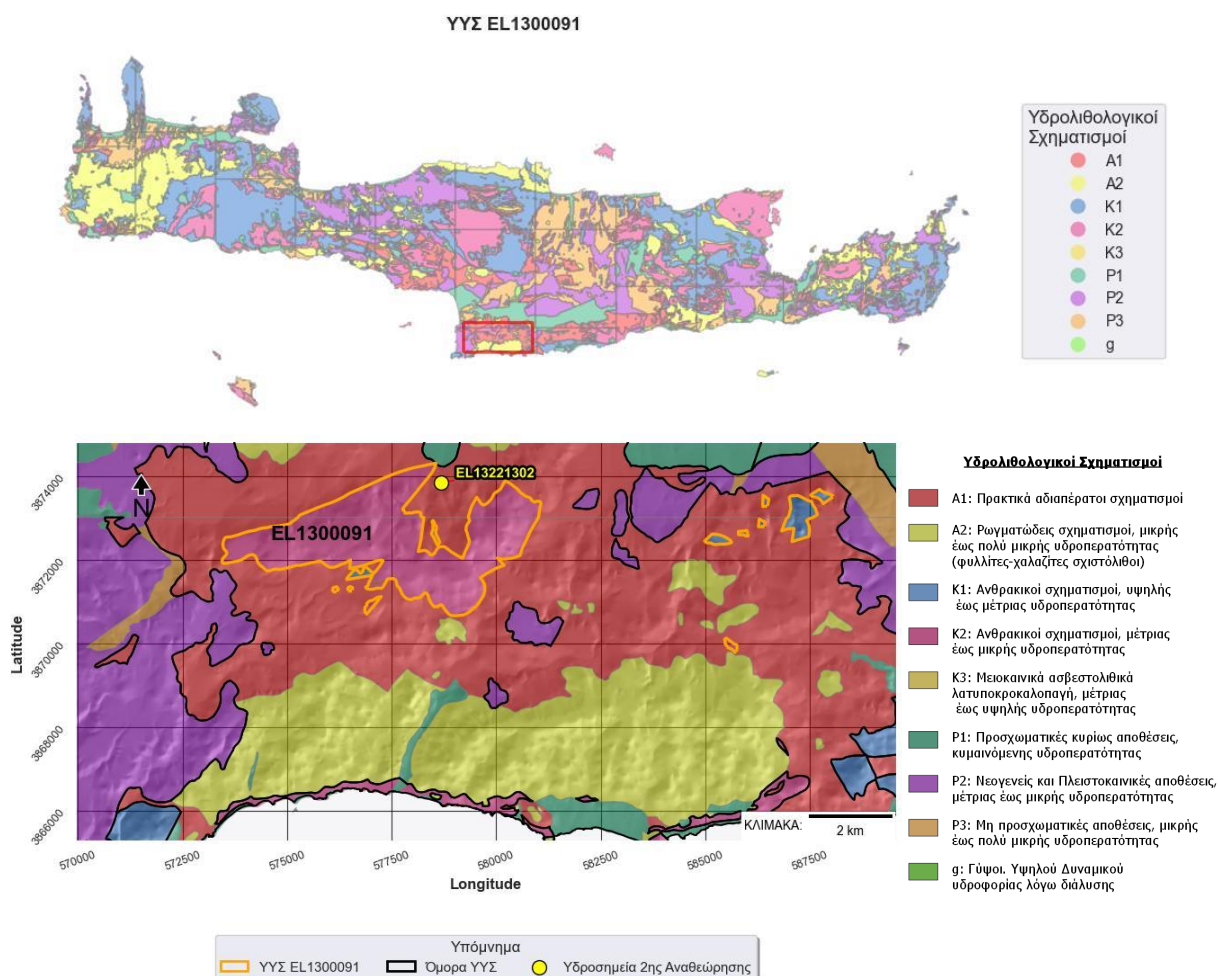 ΥΥΣ EL1300091
Υδρολιθολογικοί
Σχηματισμοί
A1
A2
K1
K2
K3
P1
P2
P3
g
EL13221302
EL1300091
N
3874000
3872000
3870000
3868000
3866000
Latitude
570000
572500
575000
577500
580000
582500
585000
587500
Longitude
ΚΛΙΜΑΚΑ:
2 km
Υδρολιθολογικοί Σχηματισμοί
A1: Πρακτικά αδιαπέρατοι σχηματισμοί
A2: Ρωγματώδεις σχηματισμοί, μικρής
έως πολύ μικρής υδροπερατότητας
(φυλλίτες-χαλαζίτες σχιστόλιθοι)
K1: Ανθρακικοί σχηματισμοί, υψηλής
έως μέτριας υδροπερατότητας
K2: Ανθρακικοί σχηματισμοί, μέτριας
έως μικρής υδροπερατότητας
K3: Μειοκαινικά ασβεστολιθικά
λατυποκροκαλοπαγή, μέτριας
έως υψηλής υδροπερατότητας
P1: Προσχωματικές κυρίως αποθέσεις,
κυμαινόμενης υδροπερατότητας
P2: Νεογενείς και Πλειστοκαινικές αποθέσεις,
μέτριας έως μικρής υδροπερατότητας
P3: Μη προσχωματικές αποθέσεις, μικρής
έως πολύ μικρής υδροπερατότητας
g: Γύψοι. Υψηλού Δυναμικού
υδροφορίας λόγω διάλυσης
Υπόμνημα
ΥΥΣ EL1300091
Όμορα ΥΥΣ
Υδροσημεία 2ης Αναθεώρησης